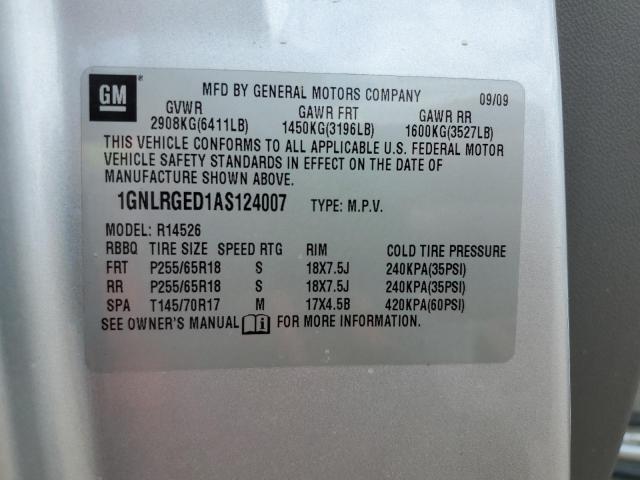 GM
MFD BY GENERAL MOTORS COMPANY 09/09
GVWR GAWR FRT GAWR RR
2908KG(6411LB) 1450KG(3196LB) 1600KG(3527LB)
THIS VEHICLE CONFORMS TO ALL APPLICABLE U.S. FEDERAL MOTOR
VEHICLE SAFETY STANDARDS IN EFFECT ON THE DATE OF
MANUFACTURE SHOWN ABOVE.
1GNLRGED1AS124007 TYPE: M.P.V.
MODEL: R14526
RBBQ TIRE SIZE SPEED RTG RIM COLD TIRE PRESSURE
FRT P255/65R18 S 18X7.5J 240KPA(35PSI)
RR P255/65R18 S 18X7.5J 240KPA(35PSI)
SPA T145/70R17 M 17X4.5B 420KPA(60PSI)
SEE OWNER'S MANUAL FOR MORE INFORMATION.